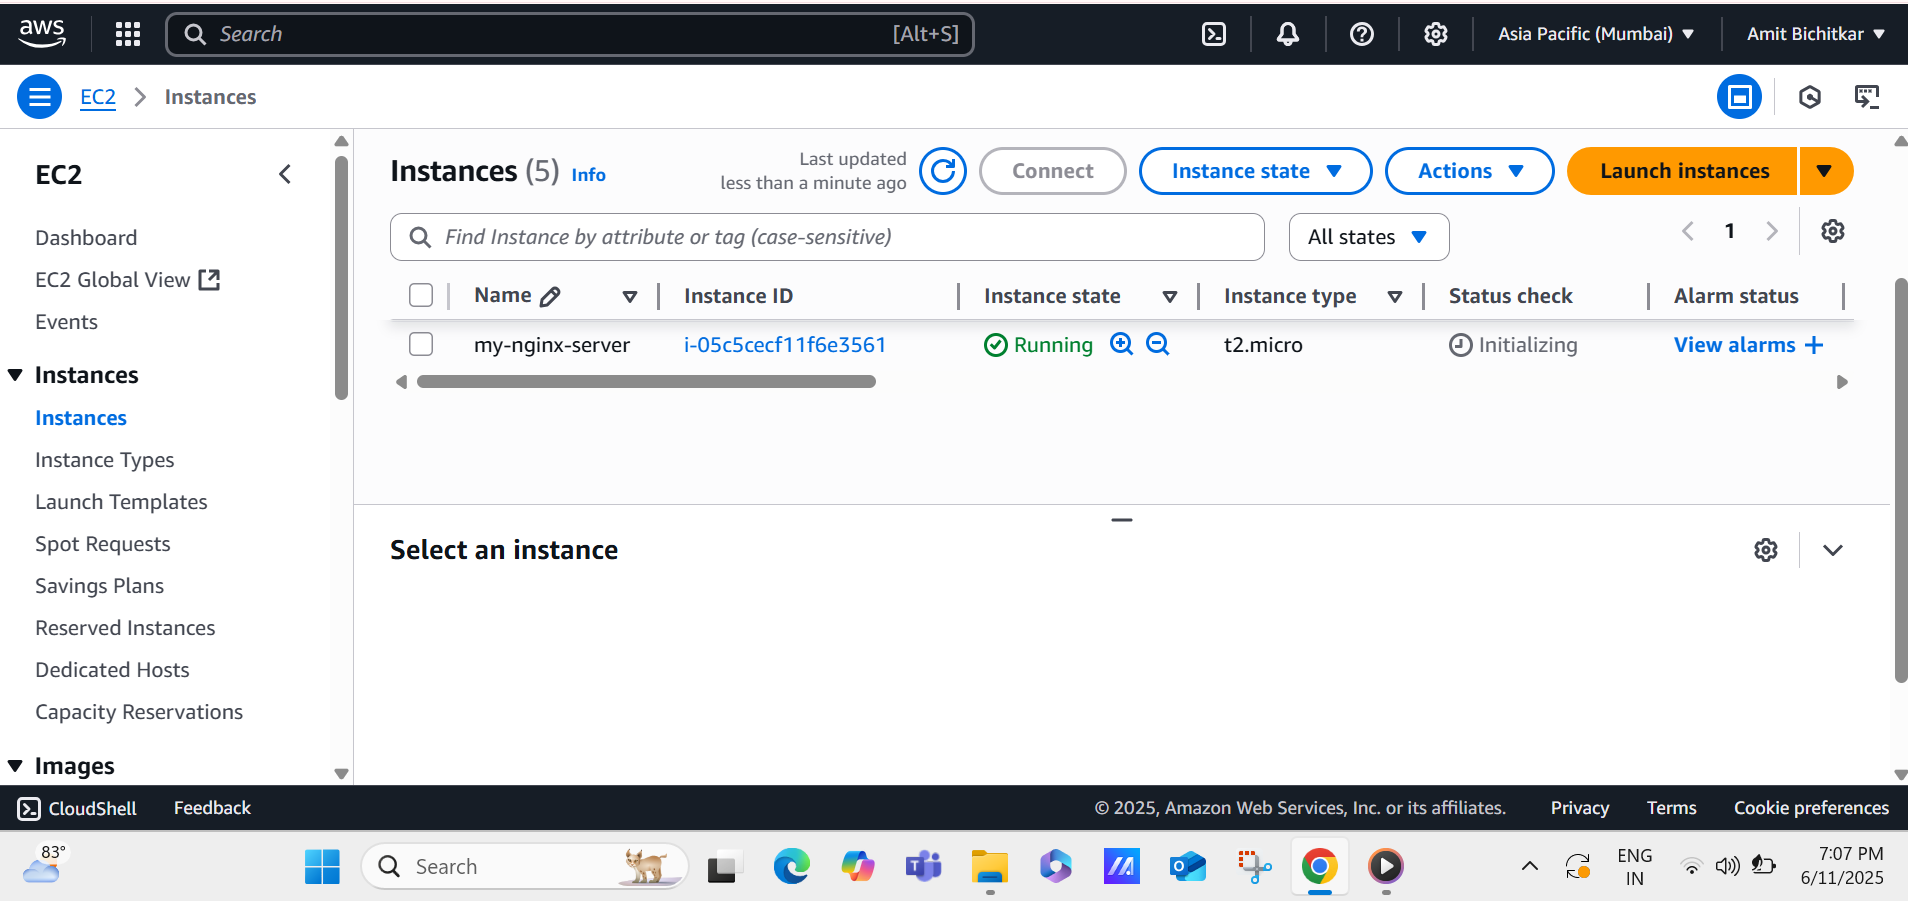 aws
Search
[Alt+S]
Asia Pacific (Mumbai)
Amit Bichitkar
EC2
Instances
EC2
Dashboard
EC2 Global View
Events
Instances
Instances
Instance Types
Launch Templates
Spot Requests
Savings Plans
Reserved Instances
Dedicated Hosts
Capacity Reservations
Images
Instances (5) Info
Last updated
less than a minute ago
Connect
Instance state
Actions
Launch instances
Find Instance by attribute or tag (case-sensitive)
All states
1
Name
Instance ID
Instance state
Instance type
Status check
Alarm status
my-nginx-server
i-05c5cecf11f6e3561
Running
t2.micro
Initializing
View alarms +
Select an instance
CloudShell
Feedback
© 2025, Amazon Web Services, Inc. or its affiliates.
Privacy
Terms
Cookie preferences
83°
Search
ENG
IN
7:07 PM
6/11/2025